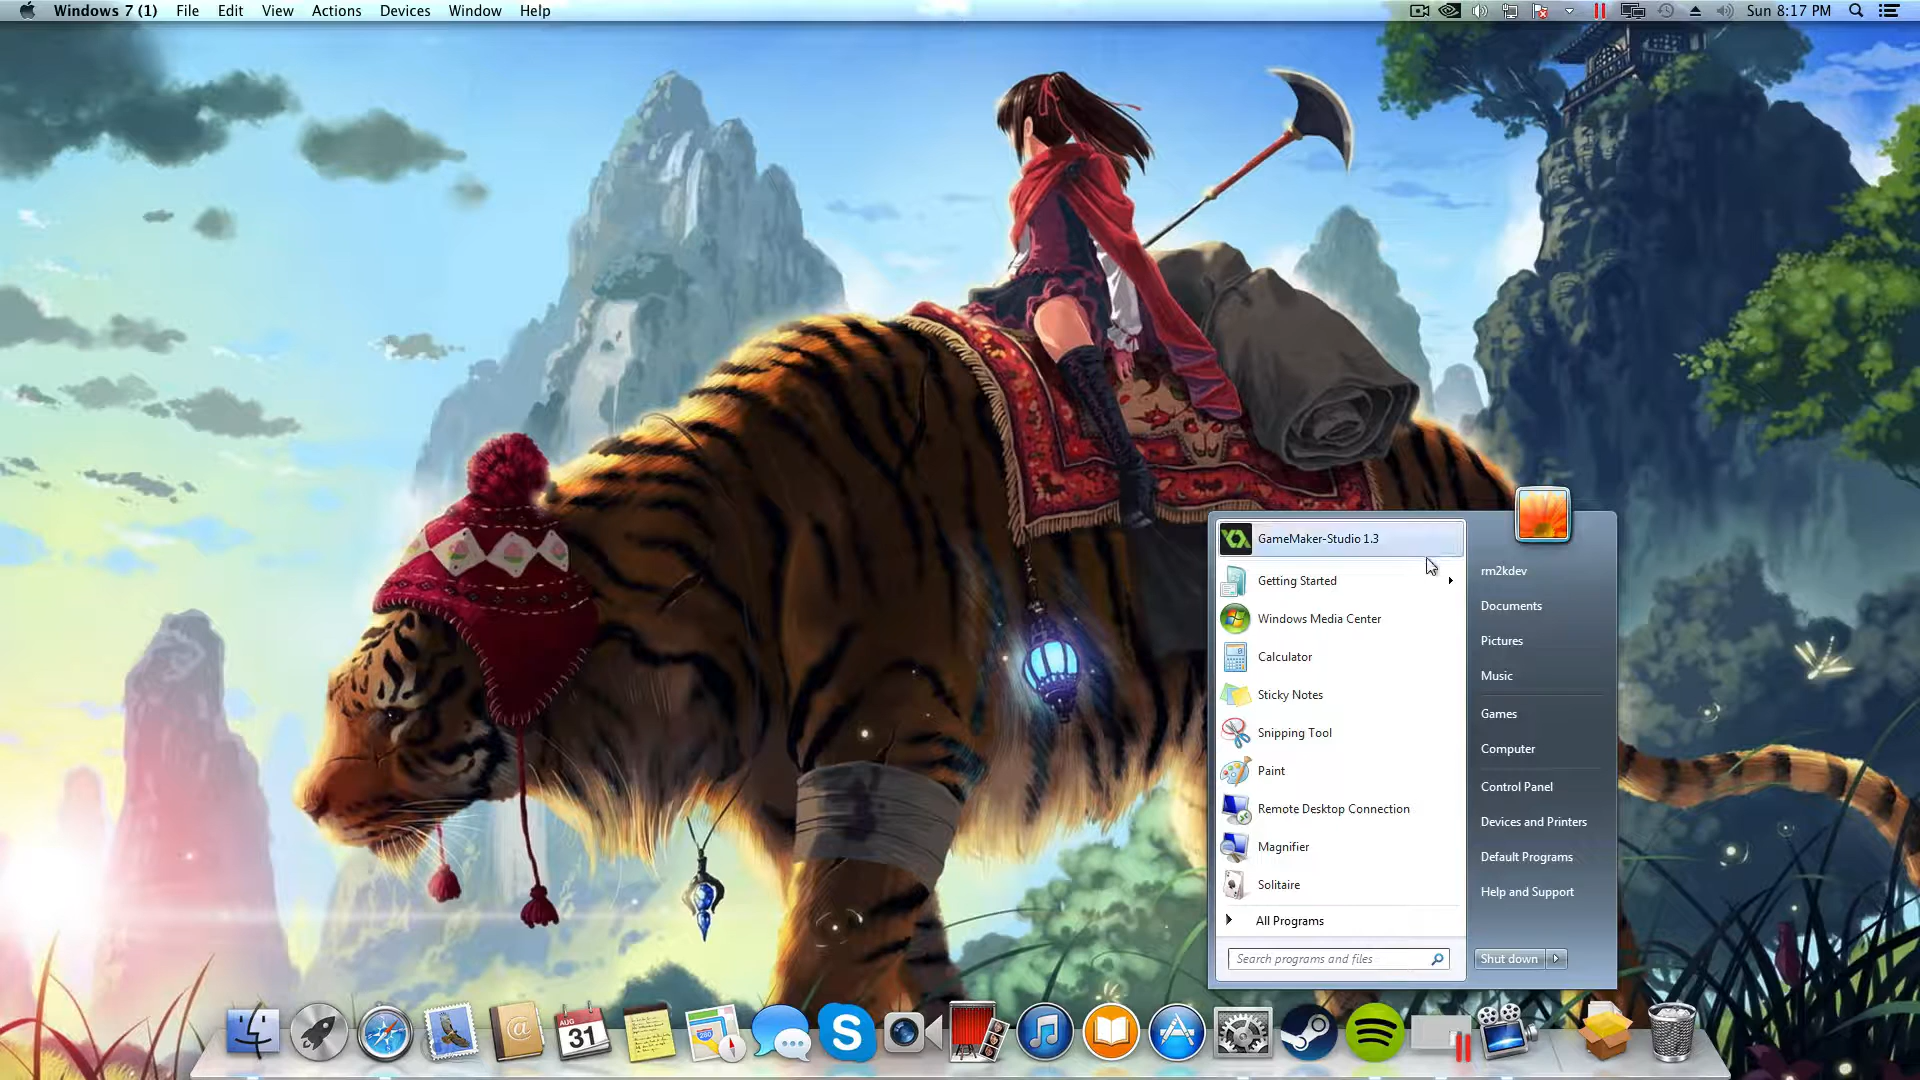 Windows 7 (1) File Edit View Actions Devices Window Help Sun 8:17 PM
GameMaker-Studio 1.3
Getting Started
Windows Media Center
Calculator
Sticky Notes
Snipping Tool
Paint
Remote Desktop Connection
Magnifier
Solitaire
All Programs
Search programs and files
rm2kdev
Documents
Pictures
Music
Games
Computer
Control Panel
Devices and Printers
Default Programs
Help and Support
Shut down
AUG
31